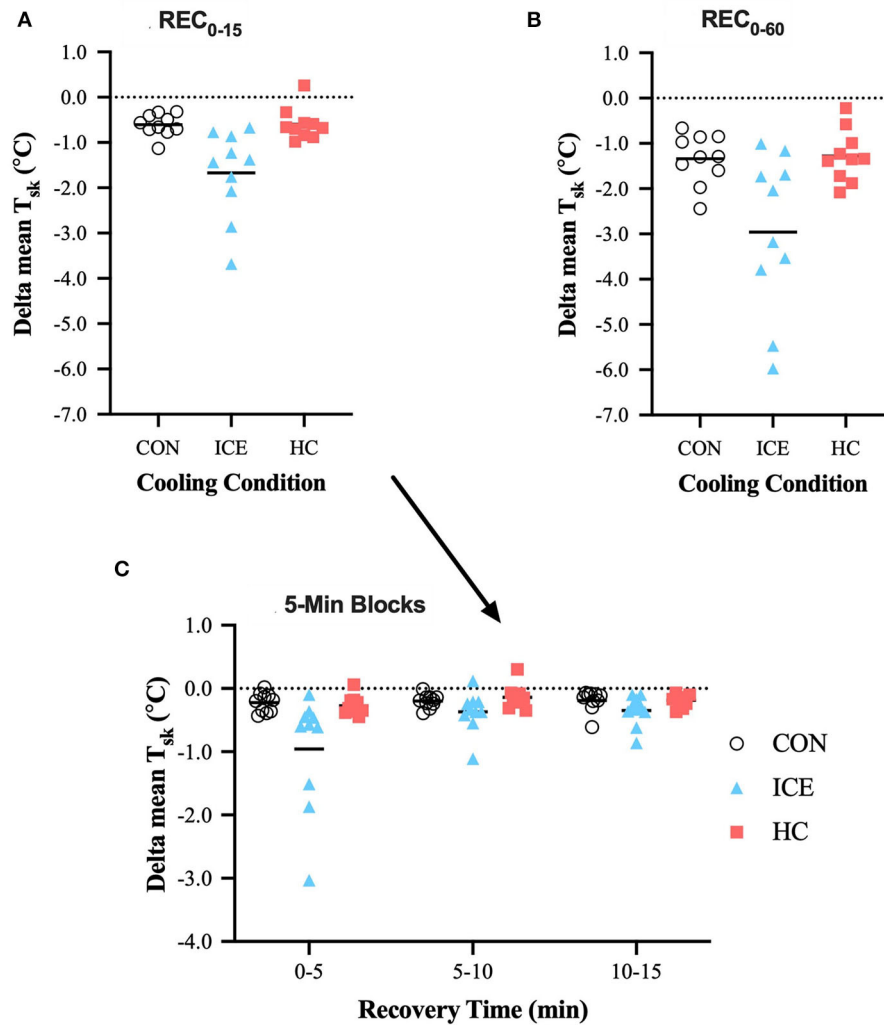 A
REC0-15
1.0
0.0
-1.0
-2.0
-3.0
-4.0
-5.0
-6.0
-7.0
Delta mean Tsk (°C)
CON ICE HC
Cooling Condition
B
REC0-60
1.0
0.0
-1.0
-2.0
-3.0
-4.0
-5.0
-6.0
-7.0
Delta mean Tsk (°C)
CON ICE HC
Cooling Condition
C
5-Min Blocks
1.0
0.0
-1.0
-2.0
-3.0
-4.0
Delta mean Tsk (°C)
0-5 5-10 10-15
Recovery Time (min)
CON
ICE
HC